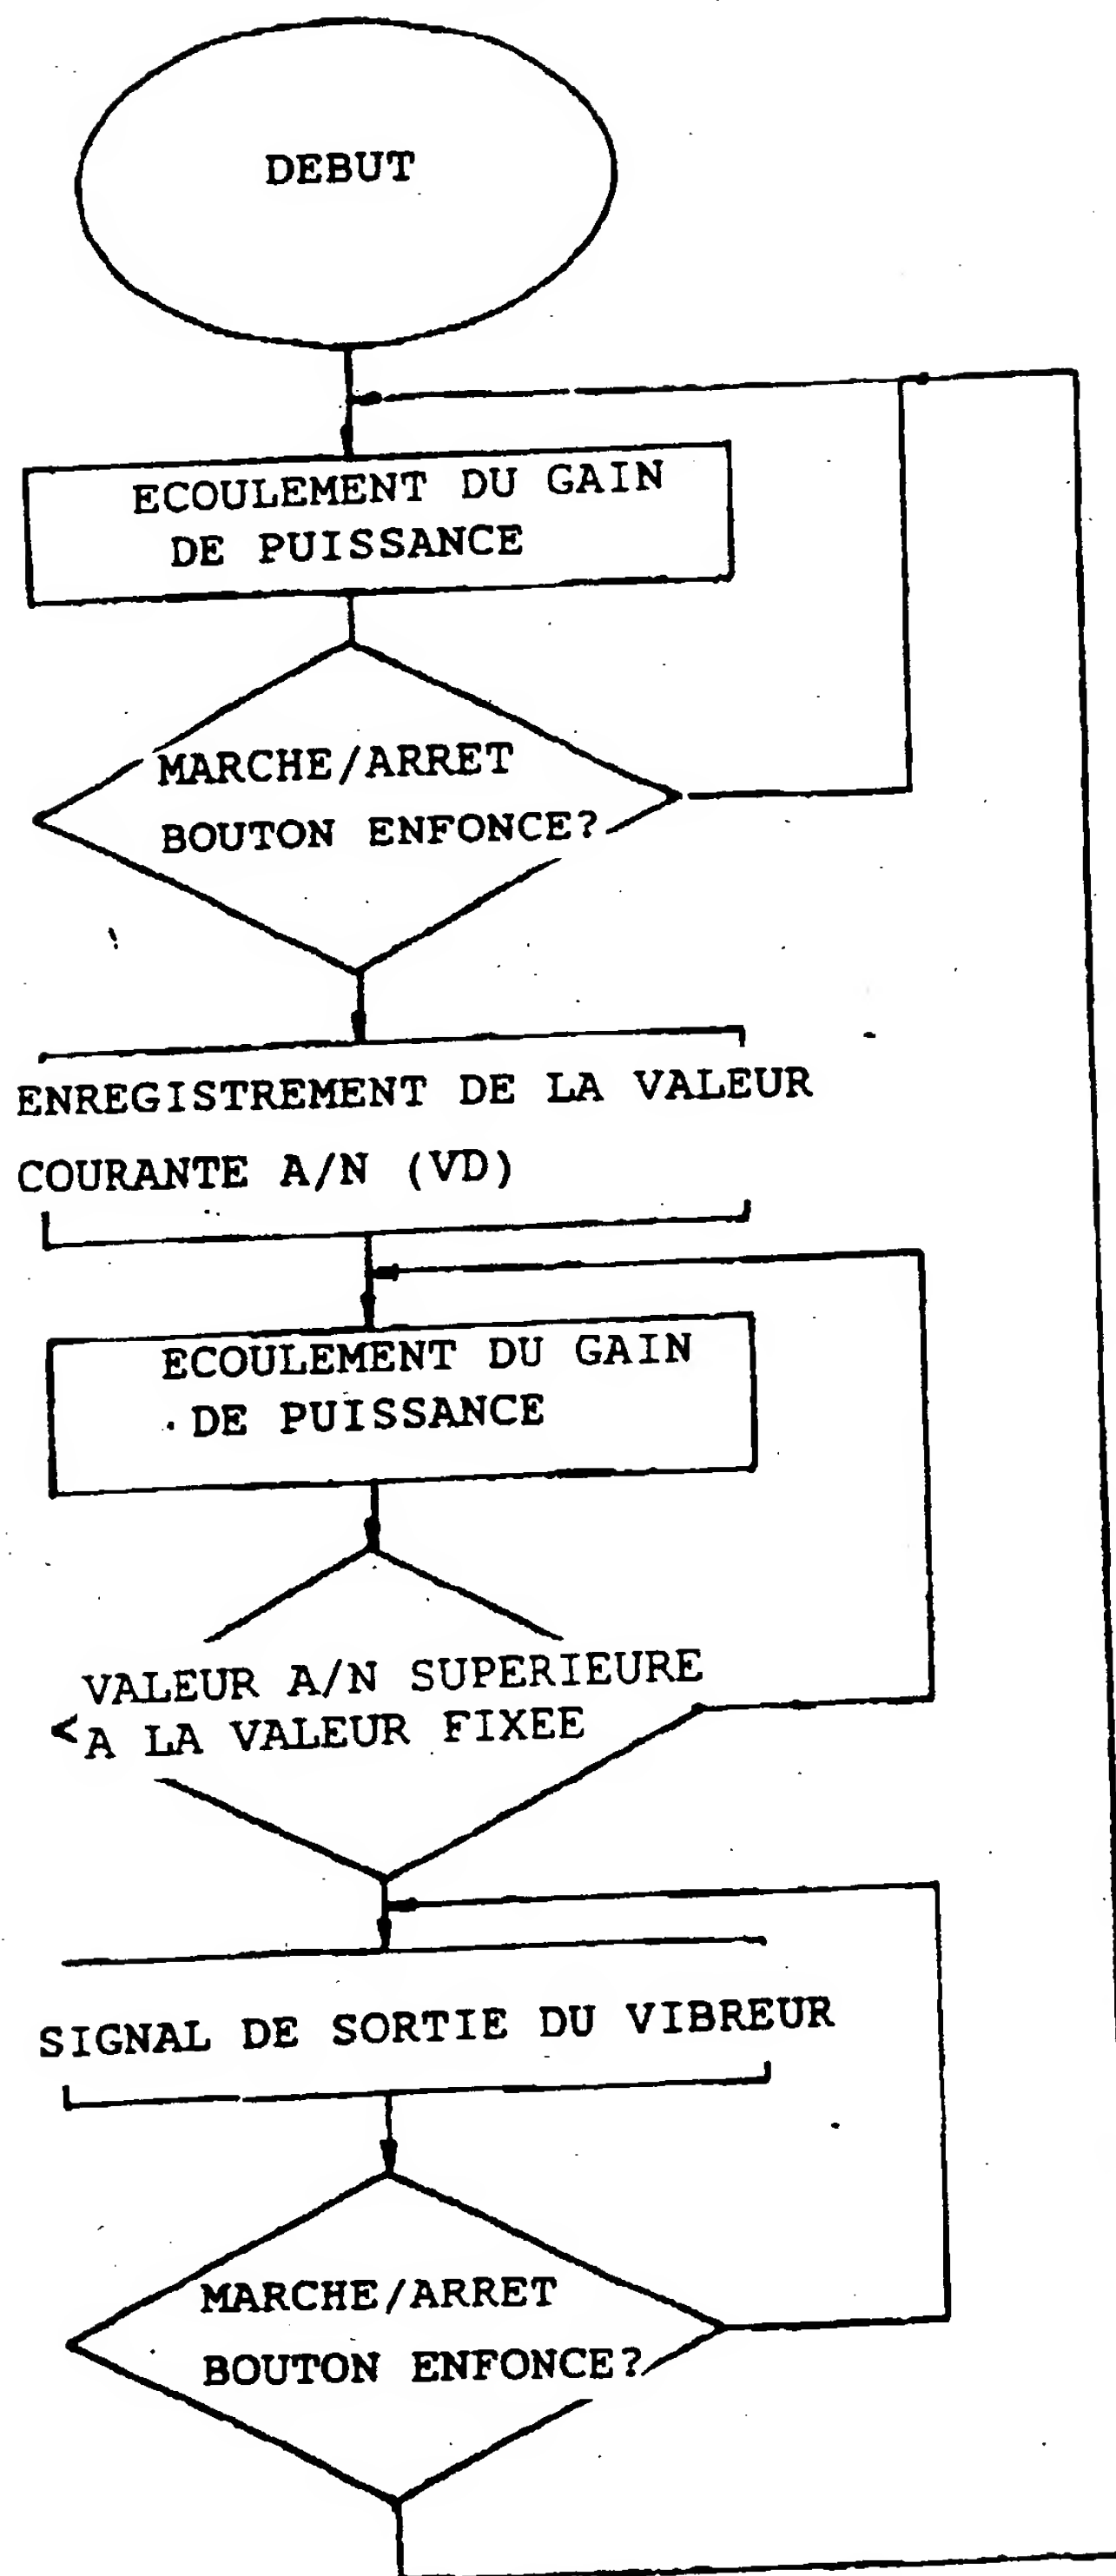 DEBUT
ECOULEMENT DU GAIN
DE PUISSANCE
MARCHE/ARRET
BOUTON ENFONCE?
ENREGISTREMENT DE LA VALEUR
COURANTE A/N (VD)
ECOULEMENT DU GAIN
DE PUISSANCE
VALEUR A/N SUPERIEURE
A LA VALEUR FIXEE
SIGNAL DE SORTIE DU VIBREUR
MARCHE/ARRET
BOUTON ENFONCE?